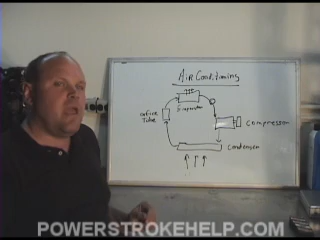 Air Conditioning
Evaporator
orifice
Tube
Compressor
Condenser
POWERSTROKEHELP.COM